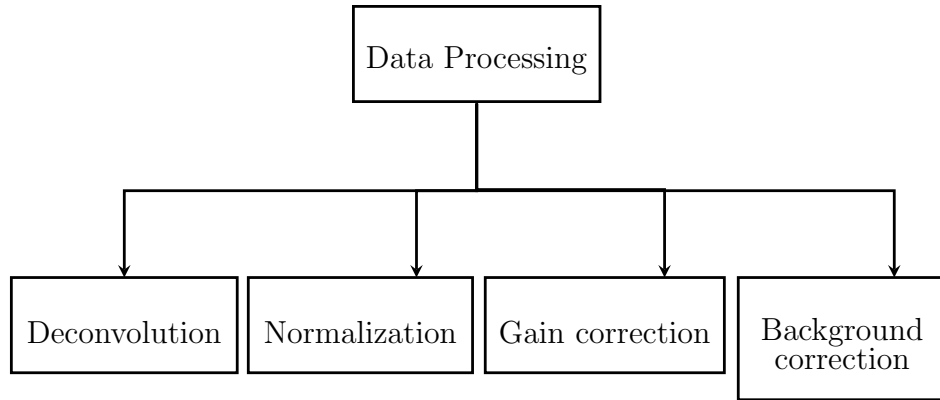 Data Processing
Deconvolution
Normalization
Gain correction
Background
correction